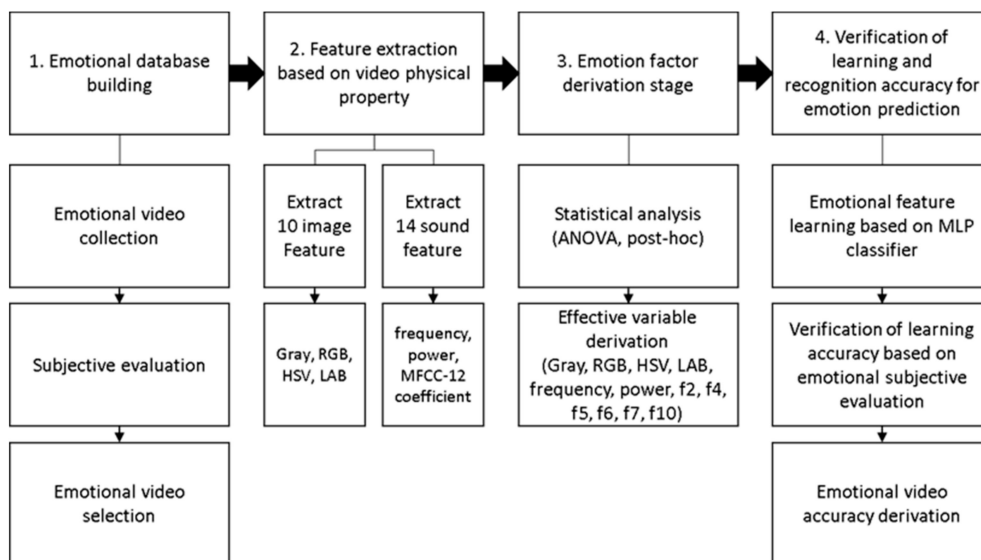 1. Emotional database
building
2. Feature extraction
based on video physical
property
3. Emotion factor
derivation stage
4. Verification of
learning and
recognition accuracy for
emotion prediction
Emotional video
collection
Extract
10 image
Feature
Extract
14 sound
feature
Statistical analysis
(ANOVA, post-hoc)
Emotional feature
learning based on MLP
classifier
Subjective evaluation
Gray, RGB,
HSV, LAB
frequency,
power,
MFCC-12
coefficient
Effective variable
derivation
(Gray, RGB, HSV, LAB,
frequency, power, f2, f4,
f5, f6, f7, f10)
Verification of learning
accuracy based on
emotional subjective
evaluation
Emotional video
selection
Emotional video
accuracy derivation